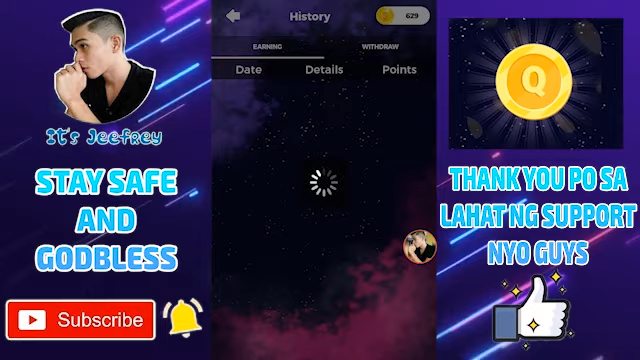 It's Jeefrey
STAY SAFE
AND
GODBLESS
Subscribe
History
629
EARNING
WITHDRAW
Date
Details
Points
Q
THANK YOU PO SA
LAHAT NG SUPPORT
NYO GUYS